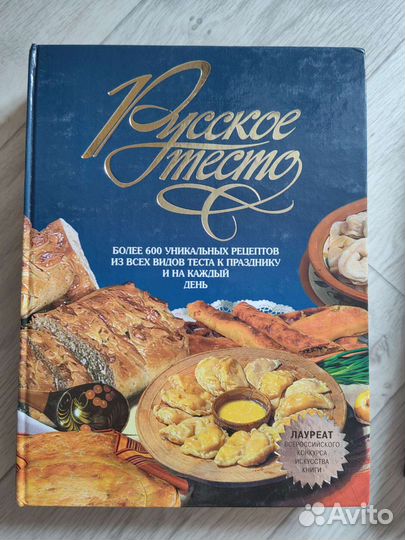 Русское
тесто
БОЛЕЕ 600 УНИКАЛЬНЫХ РЕЦЕПТОВ
ИЗ ВСЕХ ВИДОВ ТЕСТА К ПРАЗДНИКУ
И НА КАЖДЫЙ
ДЕНЬ
ЛАУРЕАТ
ВСЕРОССИЙСКОГО
КОНКУРСА
ИСКУССТВА
КНИГИ
Avito